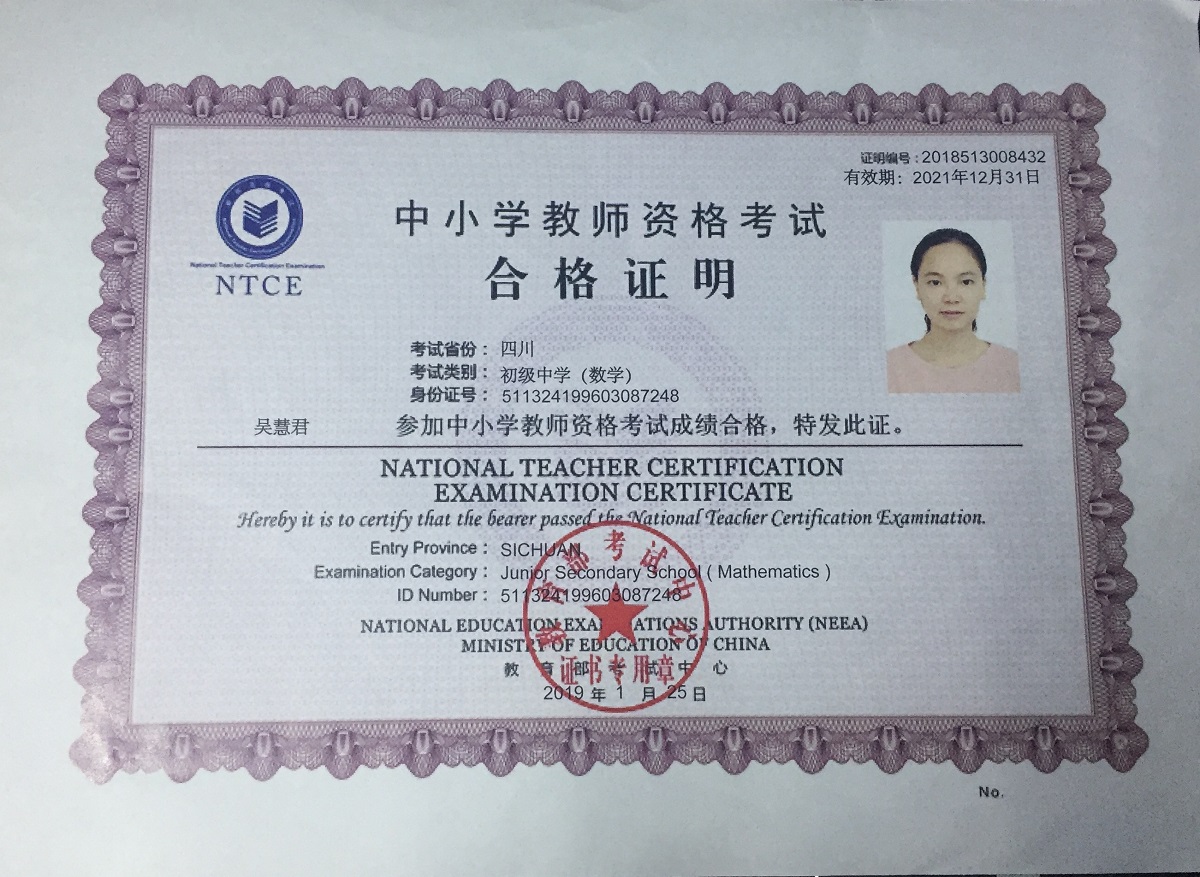 证明编号：2018513008432
有效期：2021年12月31日
National Teacher Certification Examination
NTCE
中小学教师资格考试
合格证明
考试省份：四川
考试类别：初级中学（数学）
身份证号：511324199603087248
吴慧君 参加中小学教师资格考试成绩合格，特发此证。
NATIONAL TEACHER CERTIFICATION
EXAMINATION CERTIFICATE
Hereby it is to certify that the bearer passed the National Teacher Certification Examination.
Entry Province：SICHUAN
Examination Category：Junior Secondary School ( Mathematics )
ID Number：511324199603087248
NATIONAL EDUCATION EXAMINATIONS AUTHORITY (NEEA)
MINISTRY OF EDUCATION OF CHINA
教育部考试中心
2019年1月25日
教育部考试中心
证书专用章
No.